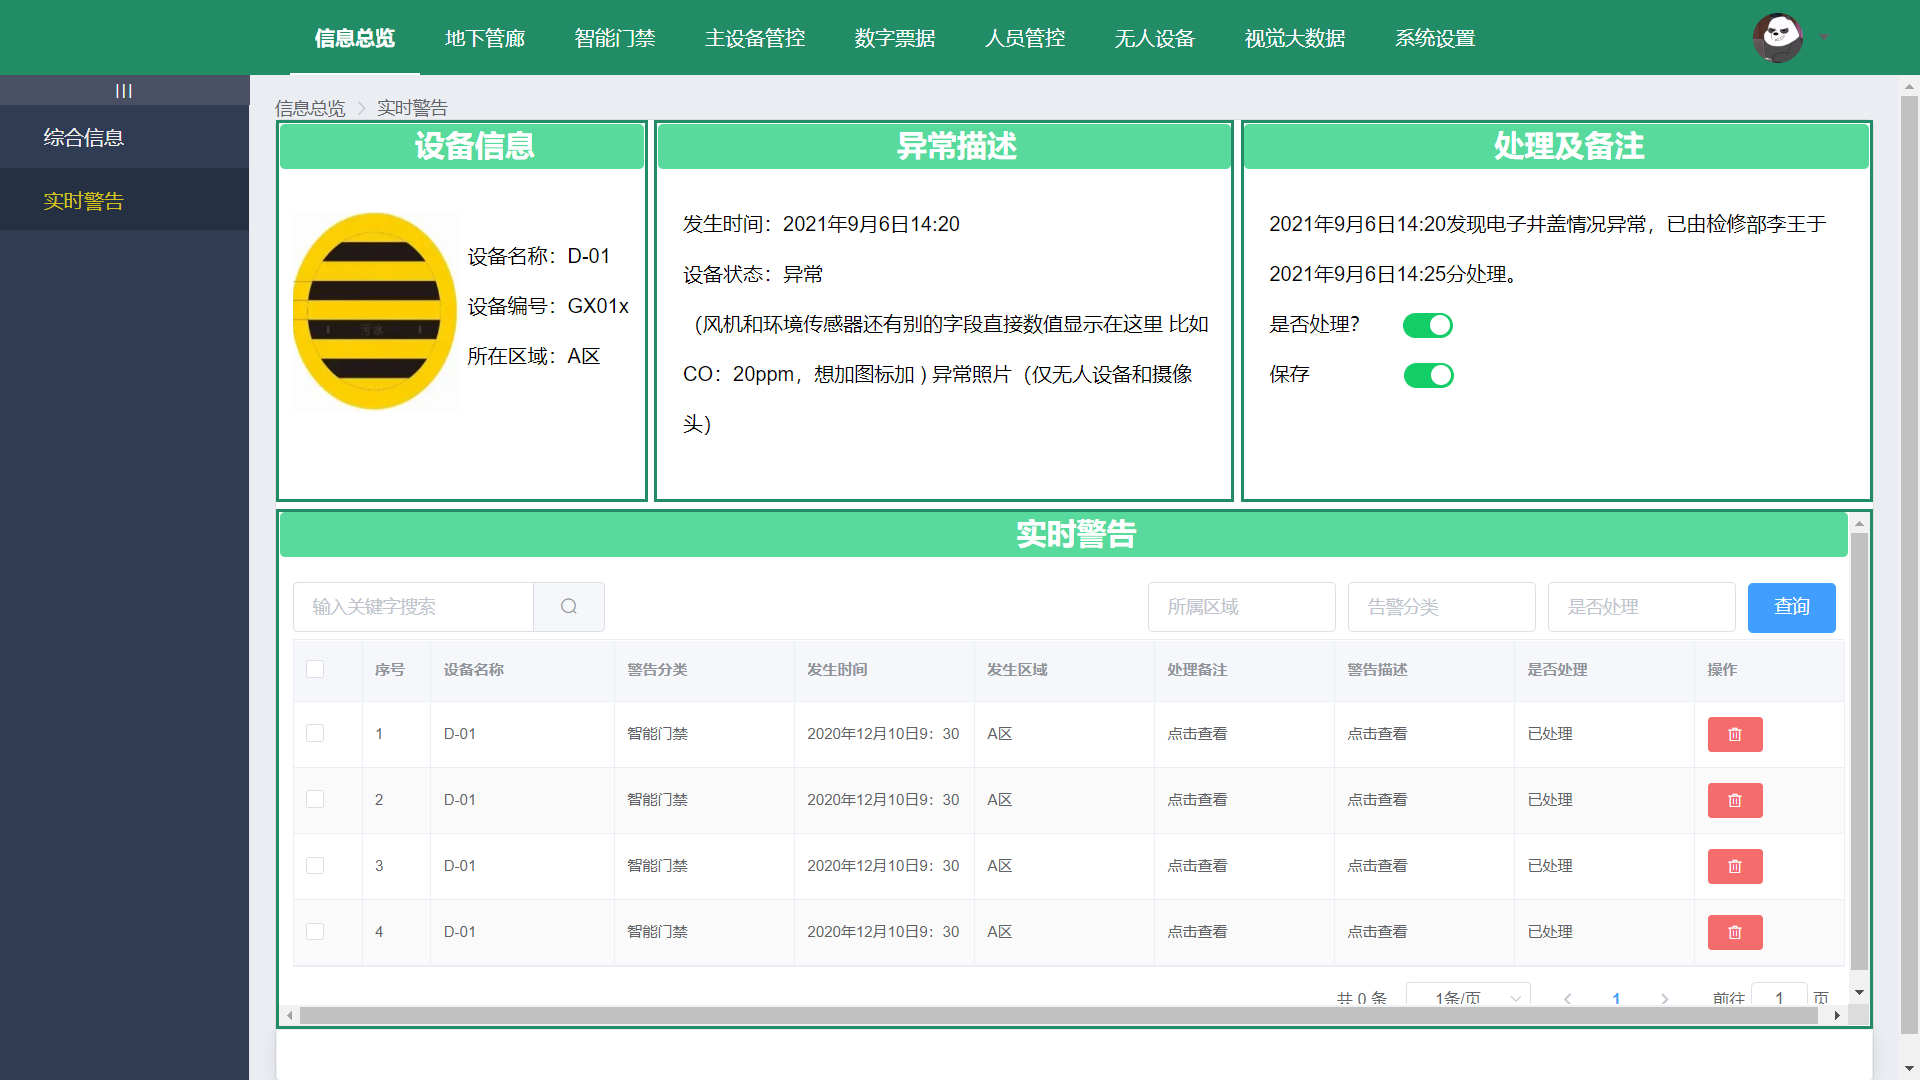 信息总览 地下管廊 智能门禁 主设备管控 数字票据 人员管控 无人设备 视觉大数据 系统设置
综合信息
实时警告
信息总览 实时警告
设备信息
污水
设备名称：D-01
设备编号：GX01x
所在区域：A区
异常描述
发生时间：2021年9月6日14:20
设备状态：异常
（风机和环境传感器还有别的字段直接数值显示在这里 比如
CO：20ppm，想加图标加 ) 异常照片（仅无人设备和摄像
头）
处理及备注
2021年9月6日14:20发现电子井盖情况异常，已由检修部李王于
2021年9月6日14:25分处理。
是否处理?
保存
实时警告
输入关键字搜索 所属区域 告警分类 是否处理 查询
序号 设备名称 警告分类 发生时间 发生区域 处理备注 警告描述 是否处理 操作
1 D-01 智能门禁 2020年12月10日9：30 A区 点击查看 点击查看 已处理
2 D-01 智能门禁 2020年12月10日9：30 A区 点击查看 点击查看 已处理
3 D-01 智能门禁 2020年12月10日9：30 A区 点击查看 点击查看 已处理
4 D-01 智能门禁 2020年12月10日9：30 A区 点击查看 点击查看 已处理
共 0 条 1条/页 1 前往 1 页